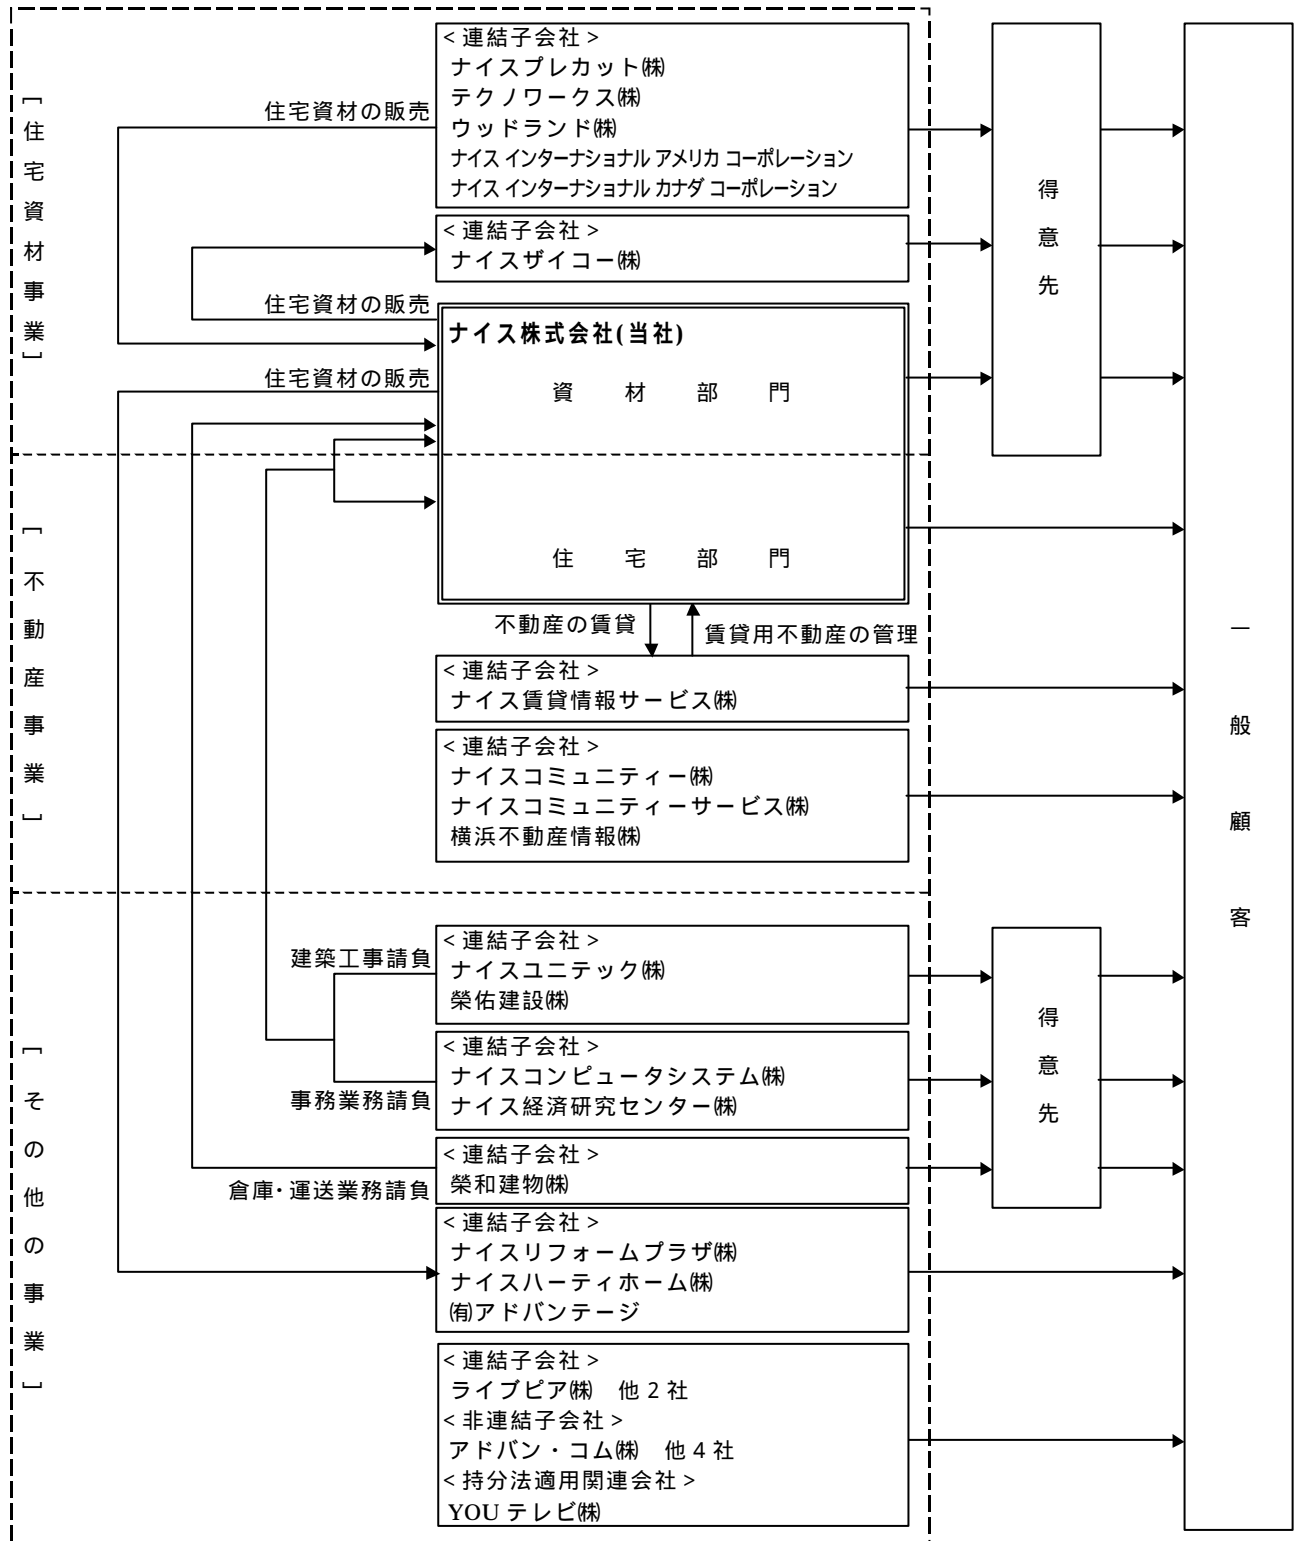 [住宅資材事業]
<連結子会社>
ナイスプレカット㈱
テクノワークス㈱
ウッドランド㈱
ナイス インターナショナル アメリカ コーポレーション
ナイス インターナショナル カナダ コーポレーション
住宅資材の販売
<連結子会社>
ナイスザイコー㈱
住宅資材の販売
ナイス株式会社(当社)
資材部門
住宅資材の販売
得意先
[不動産事業]
住宅部門
不動産の賃貸
賃貸用不動産の管理
<連結子会社>
ナイス賃貸情報サービス㈱
<連結子会社>
ナイスコミュニティー㈱
ナイスコミュニティーサービス㈱
横浜不動産情報㈱
一般顧客
[その他の事業]
建築工事請負
<連結子会社>
ナイスユニテック㈱
榮佑建設㈱
<連結子会社>
ナイスコンピュータシステム㈱
ナイス経済研究センター㈱
事務業務請負
得意先
<連結子会社>
榮和建物㈱
倉庫・運送業務請負
<連結子会社>
ナイスリフォームプラザ㈱
ナイスハーティホーム㈱
㈲アドバンテージ
<連結子会社>
ライブピア㈱ 他2社
<非連結子会社>
アドバン・コム㈱ 他4社
<持分法適用関連会社>
YOUテレビ㈱